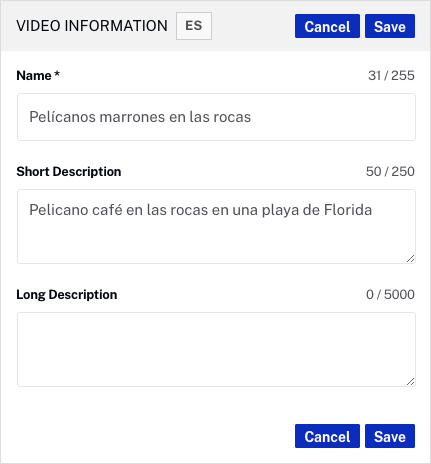 VIDEO INFORMATION ES Cancel Save
Name * 31 / 255
Pelícanos marrones en las rocas
Short Description 50 / 250
Pelicano café en las rocas en una playa de Florida
Long Description 0 / 5000
Cancel Save